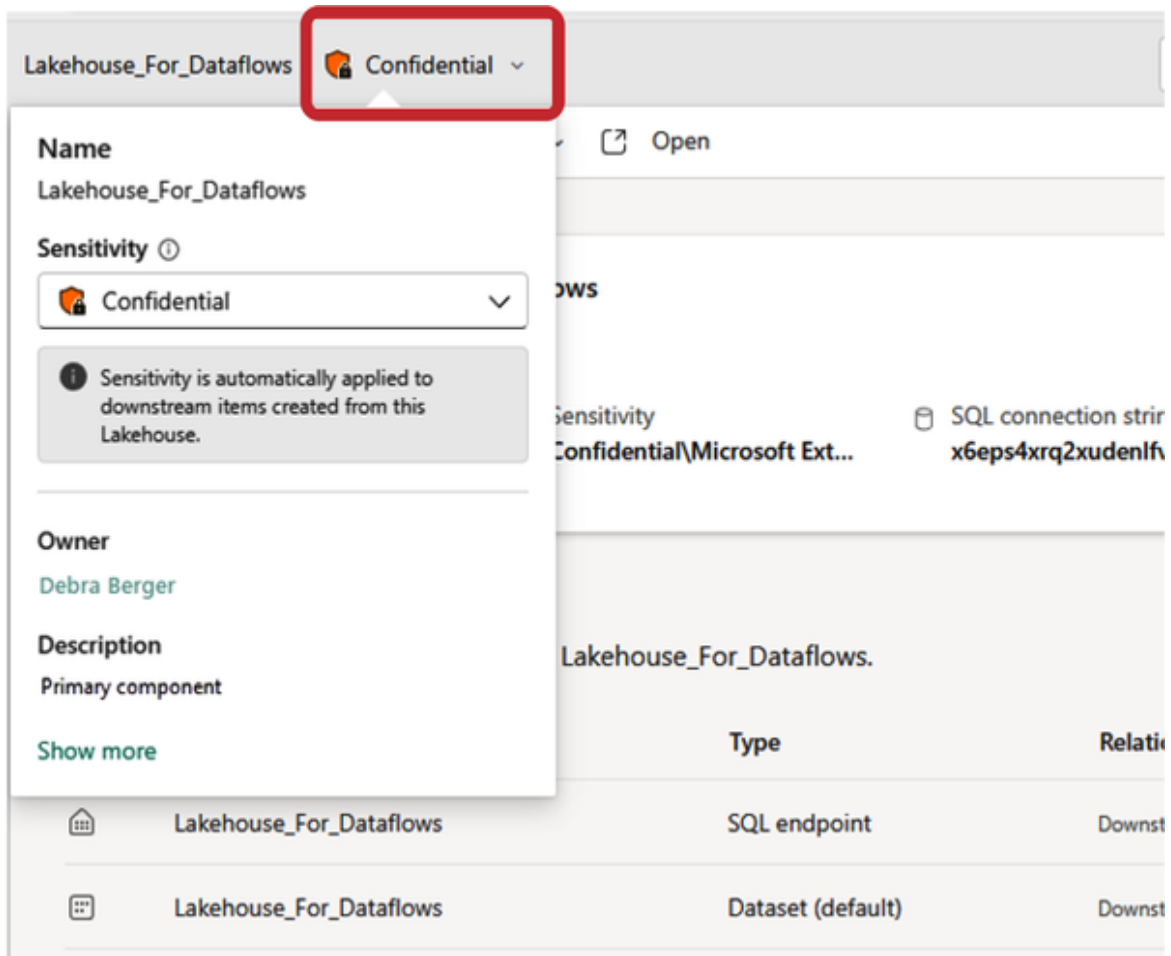 Lakehouse_For_Dataflows Confidential
Name
Lakehouse_For_Dataflows
Sensitivity
Confidential
Sensitivity is automatically applied to
downstream items created from this
Lakehouse.
Owner
Debra Berger
Description
Primary component
Show more
Open
ows
Sensitivity
Confidential\Microsoft Ext...
SQL connection strin
x6eps4xrq2xudenlfv
Lakehouse_For_Dataflows.
Type Relatio
Lakehouse_For_Dataflows SQL endpoint Downst
Lakehouse_For_Dataflows Dataset (default) Downst